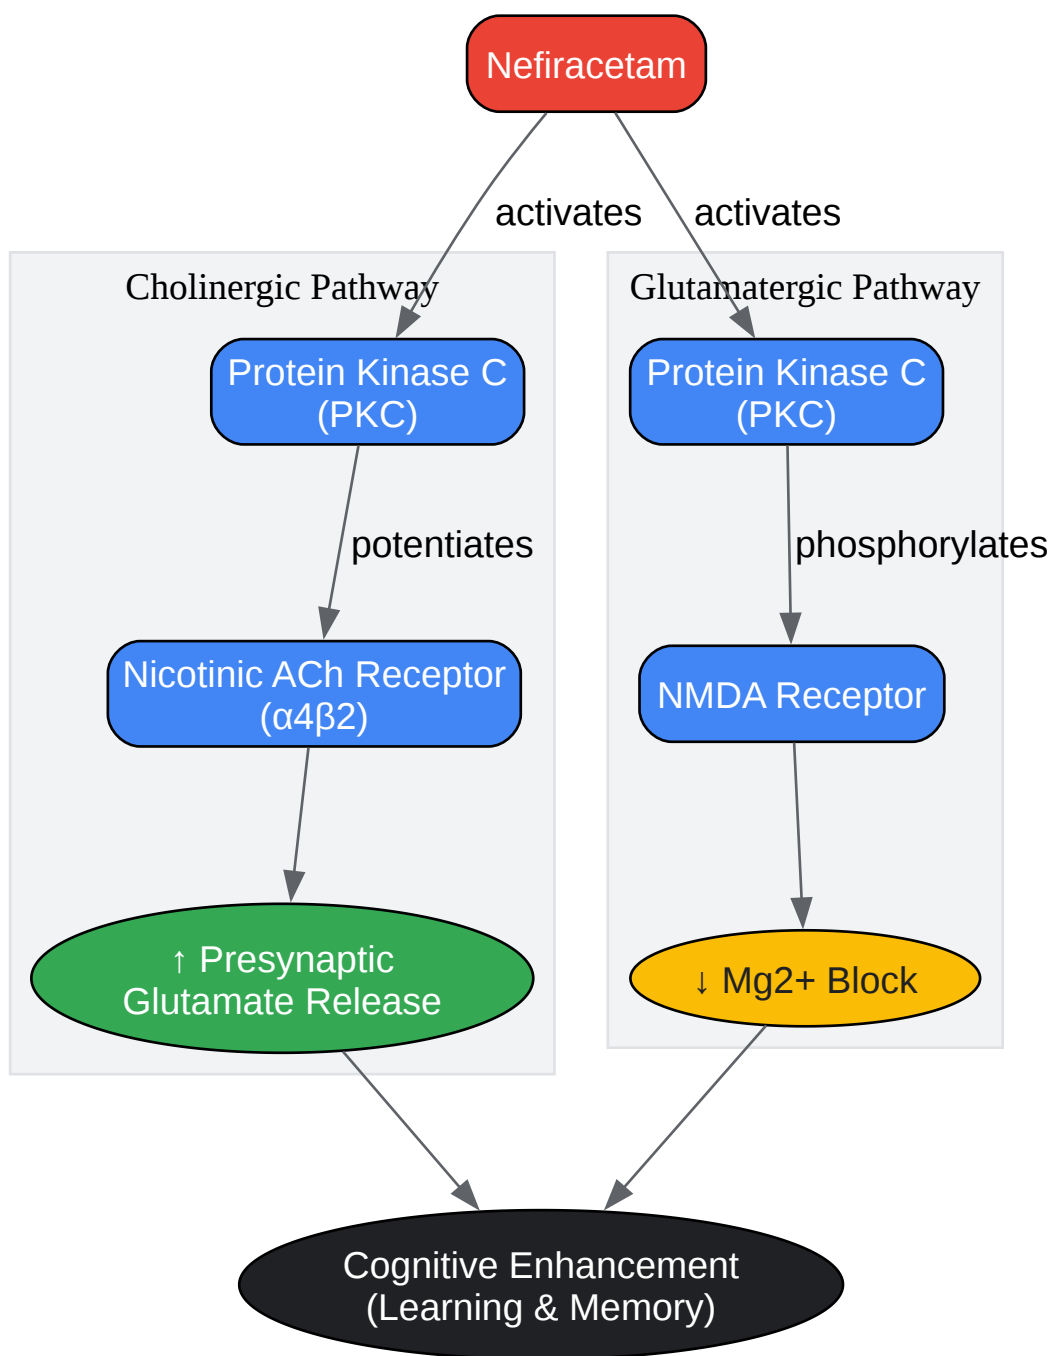 Nefiracetam
activates
activates
Cholinergic Pathway
Glutamatergic Pathway
Protein Kinase C
(PKC)
Protein Kinase C
(PKC)
potentiates
phosphorylates
Nicotinic ACh Receptor
(α4β2)
NMDA Receptor
↑ Presynaptic
Glutamate Release
↓ Mg2+ Block
Cognitive Enhancement
(Learning & Memory)